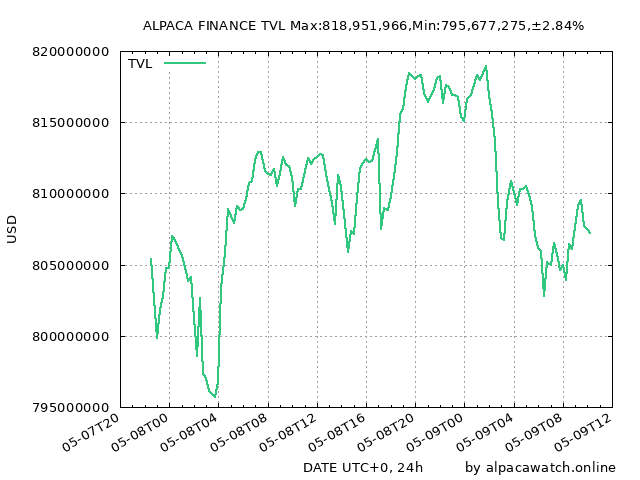 ALPACA FINANCE TVL Max:818,951,966,Min:795,677,275,±2.84%
TVL
820000000
815000000
810000000
805000000
800000000
795000000
USD
05-07T20
05-08T00
05-08T04
05-08T08
05-08T12
05-08T16
05-08T20
05-09T00
05-09T04
05-09T08
05-09T12
DATE UTC+0, 24h
by alpacawatch.online